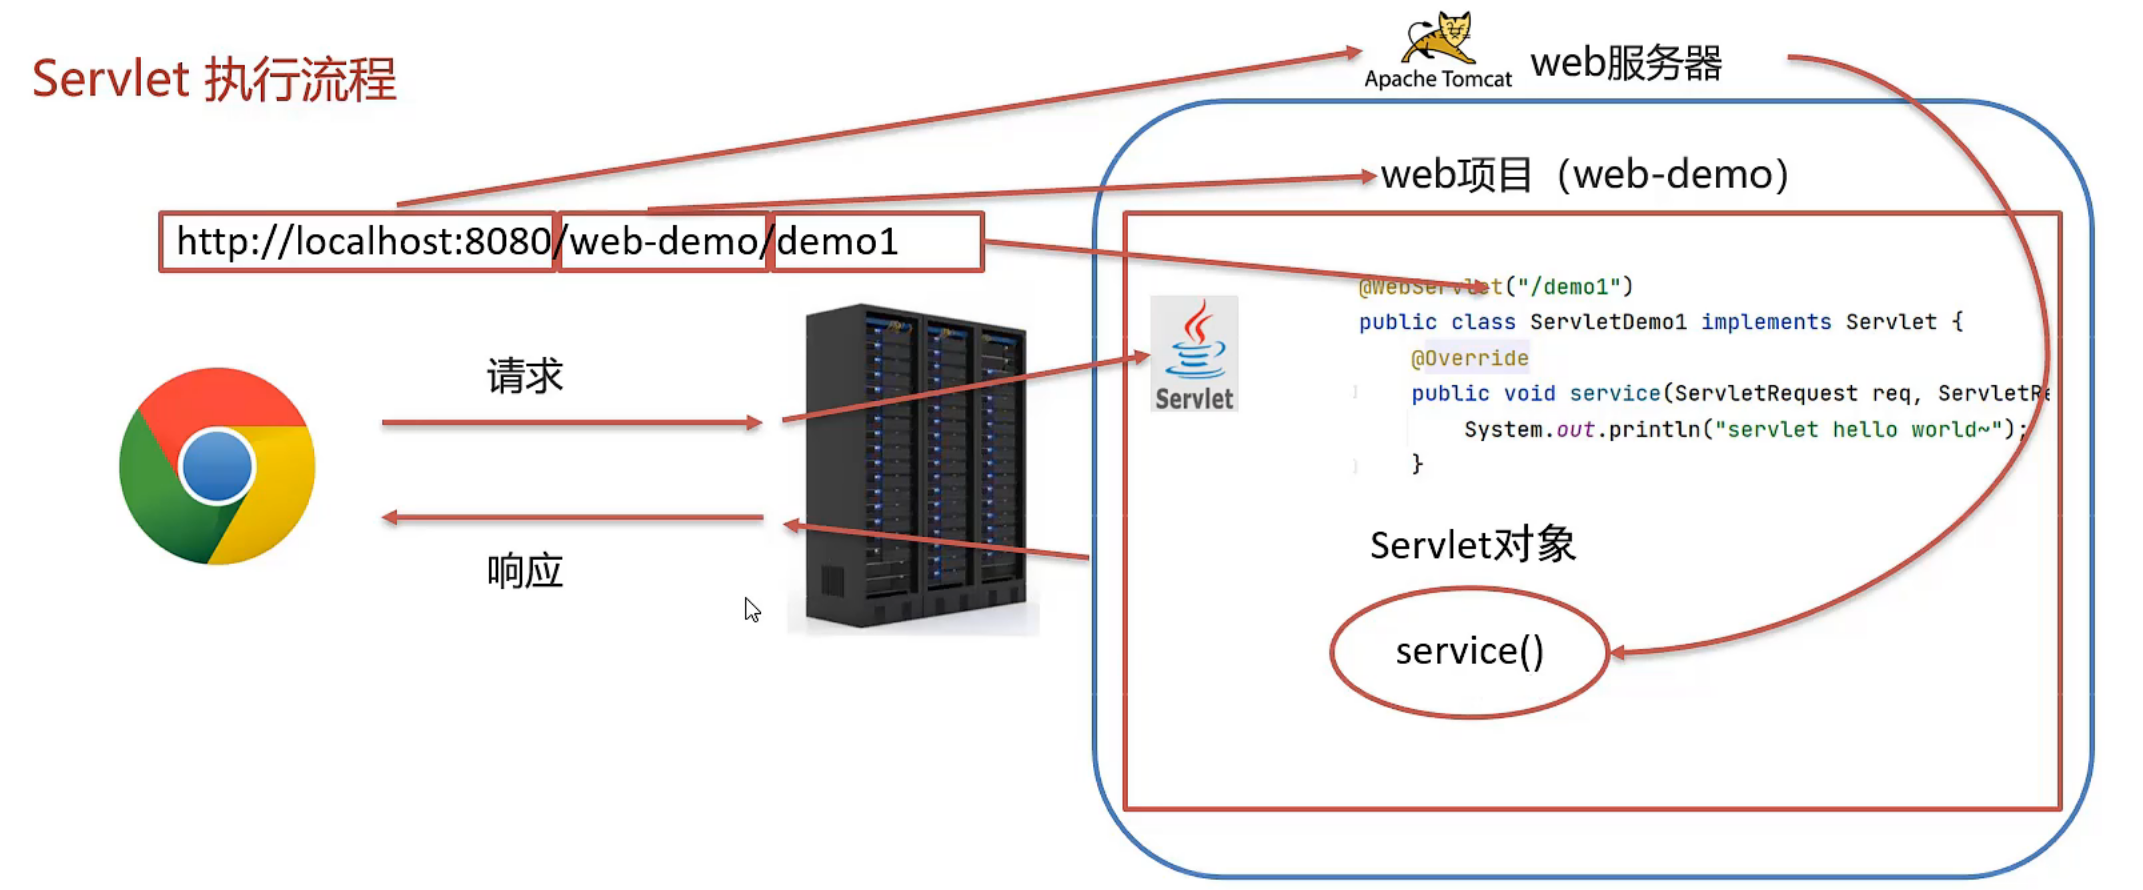 Servlet 执行流程
Apache Tomcat
web服务器
web项目（web-demo）
http://localhost:8080/web-demo/demo1
@WebServlet("/demo1")
public class ServletDemo1 implements Servlet {
@Override
public void service(ServletRequest req, ServletRe
System.out.println("servlet hello world~");
}
Servlet
请求
响应
Servlet对象
service()